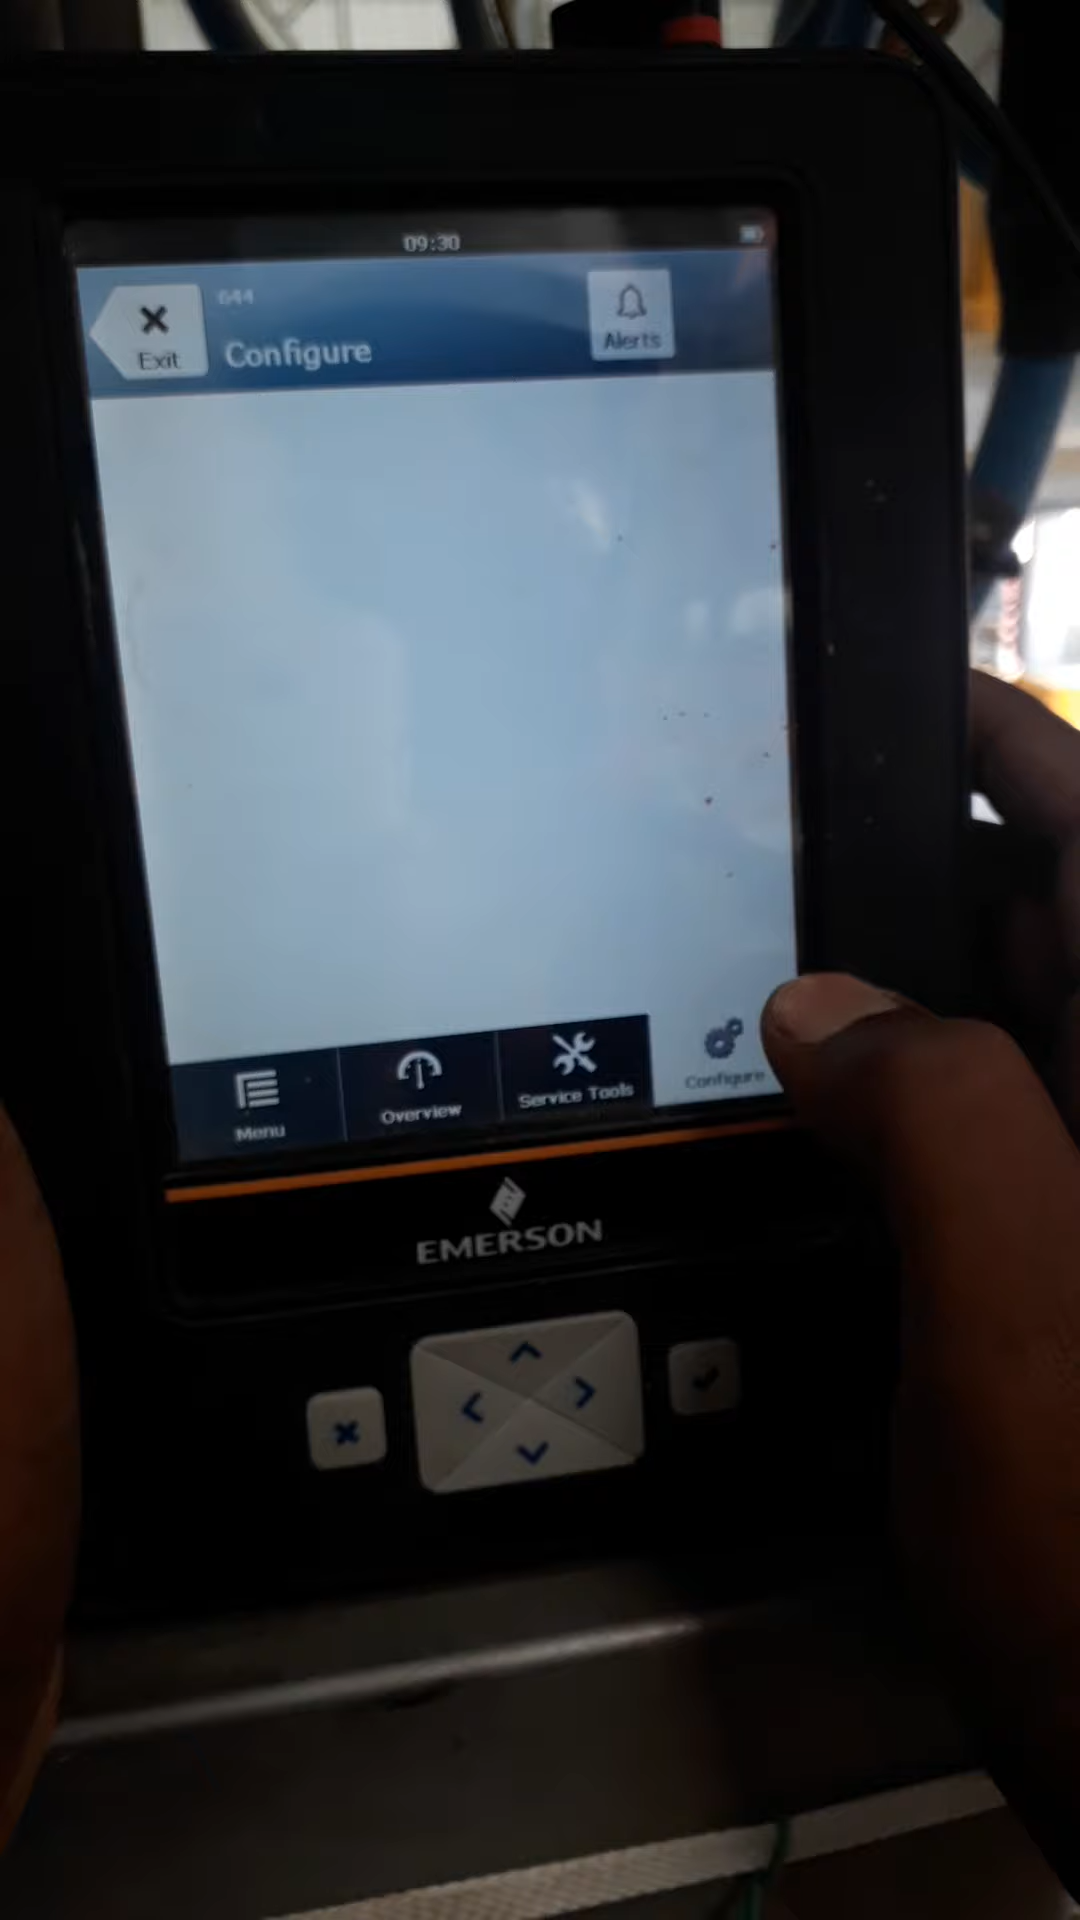 09:30
644
Exit
Configure
Alerts
Menu
Overview
Service Tools
Configure
EMERSON